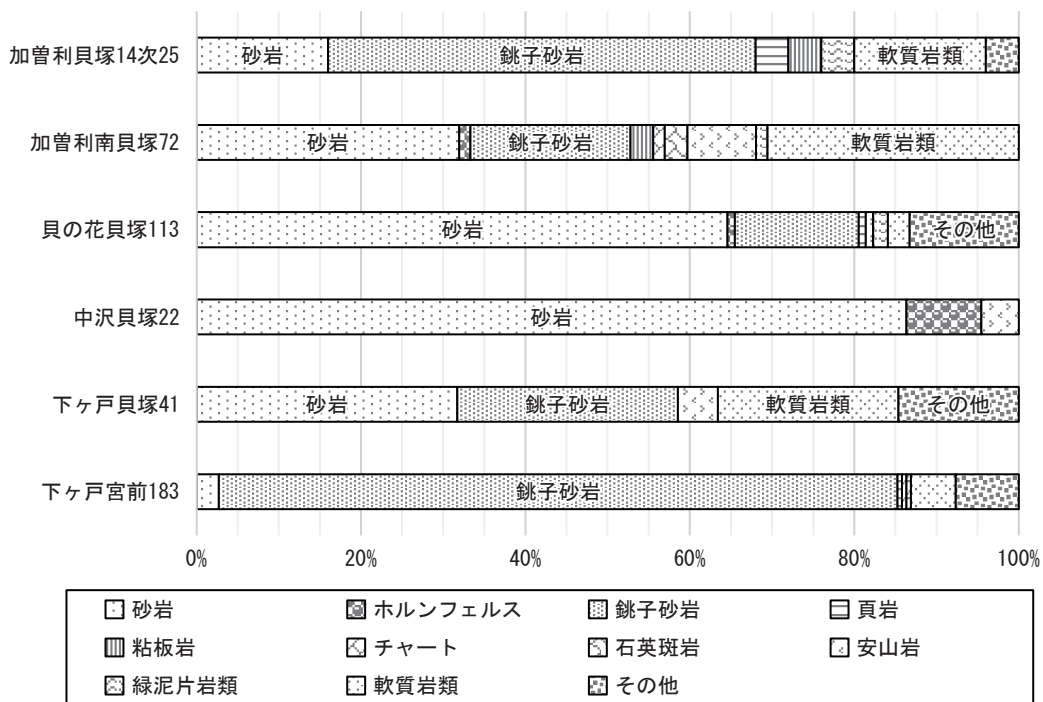 加曽利貝塚14次25
砂岩
銚子砂岩
軟質岩類
加曽利南貝塚72
砂岩
銚子砂岩
軟質岩類
貝の花貝塚113
砂岩
その他
中沢貝塚22
砂岩
下ヶ戸貝塚41
砂岩
銚子砂岩
軟質岩類
その他
下ヶ戸宮前183
銚子砂岩
0% 20% 40% 60% 80% 100%
砂岩 ホルンフェルス 銚子砂岩 頁岩
粘板岩 チャート 石英斑岩 安山岩
緑泥片岩類 軟質岩類 その他